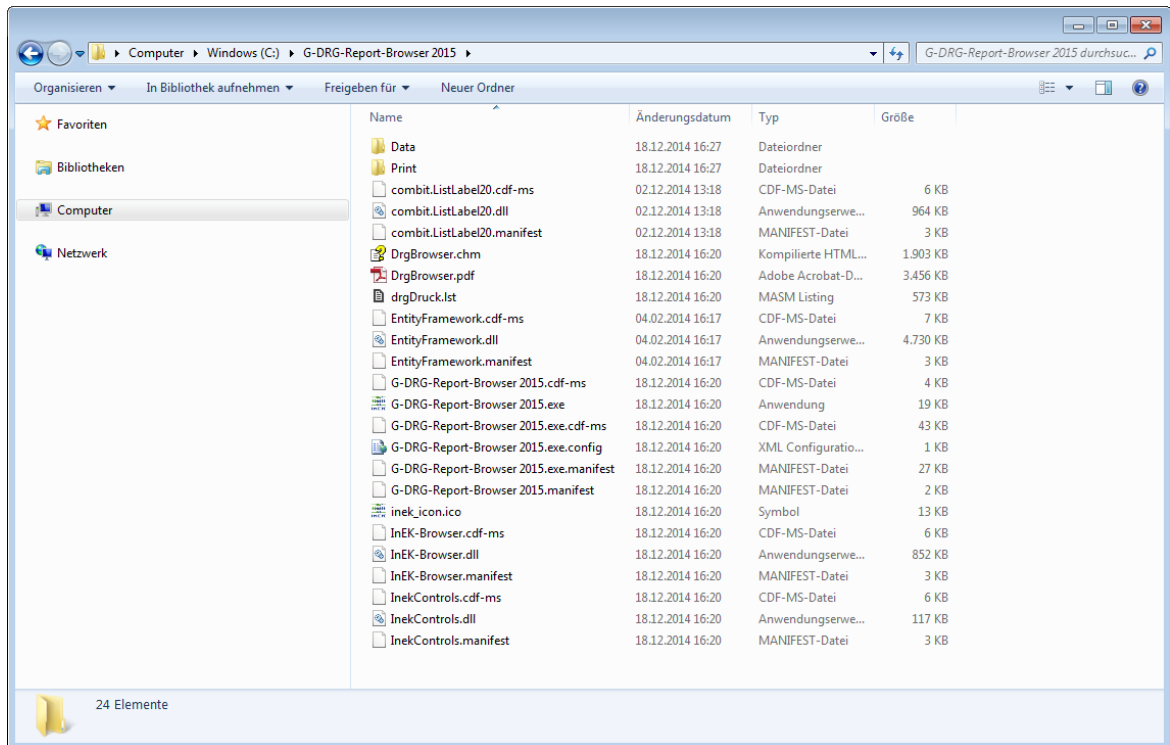 Computer Windows (C:) G-DRG-Report-Browser 2015 G-DRG-Report-Browser 2015 durchsuc...
Organisieren In Bibliothek aufnehmen Freigeben für Neuer Ordner
Favoriten
Bibliotheken
Computer
Netzwerk
Name Änderungsdatum Typ Größe
Data 18.12.2014 16:27 Dateiordner
Print 18.12.2014 16:27 Dateiordner
combit.ListLabel20.cdf-ms 02.12.2014 13:18 CDF-MS-Datei 6 KB
combit.ListLabel20.dll 02.12.2014 13:18 Anwendungserwe... 964 KB
combit.ListLabel20.manifest 02.12.2014 13:18 MANIFEST-Datei 3 KB
DrgBrowser.chm 18.12.2014 16:20 Kompilierte HTML... 1.903 KB
DrgBrowser.pdf 18.12.2014 16:20 Adobe Acrobat-D... 3.456 KB
drgDruck.lst 18.12.2014 16:20 MASM Listing 573 KB
EntityFramework.cdf-ms 04.02.2014 16:17 CDF-MS-Datei 7 KB
EntityFramework.dll 04.02.2014 16:17 Anwendungserwe... 4.730 KB
EntityFramework.manifest 04.02.2014 16:17 MANIFEST-Datei 3 KB
G-DRG-Report-Browser 2015.cdf-ms 18.12.2014 16:20 CDF-MS-Datei 4 KB
G-DRG-Report-Browser 2015.exe 18.12.2014 16:20 Anwendung 19 KB
G-DRG-Report-Browser 2015.exe.cdf-ms 18.12.2014 16:20 CDF-MS-Datei 43 KB
G-DRG-Report-Browser 2015.exe.config 18.12.2014 16:20 XML Configuratio... 1 KB
G-DRG-Report-Browser 2015.exe.manifest 18.12.2014 16:20 MANIFEST-Datei 27 KB
G-DRG-Report-Browser 2015.manifest 18.12.2014 16:20 MANIFEST-Datei 2 KB
inek_icon.ico 18.12.2014 16:20 Symbol 13 KB
InEK-Browser.cdf-ms 18.12.2014 16:20 CDF-MS-Datei 6 KB
InEK-Browser.dll 18.12.2014 16:20 Anwendungserwe... 852 KB
InEK-Browser.manifest 18.12.2014 16:20 MANIFEST-Datei 3 KB
InekControls.cdf-ms 18.12.2014 16:20 CDF-MS-Datei 6 KB
InekControls.dll 18.12.2014 16:20 Anwendungserwe... 117 KB
InekControls.manifest 18.12.2014 16:20 MANIFEST-Datei 3 KB
24 Elemente